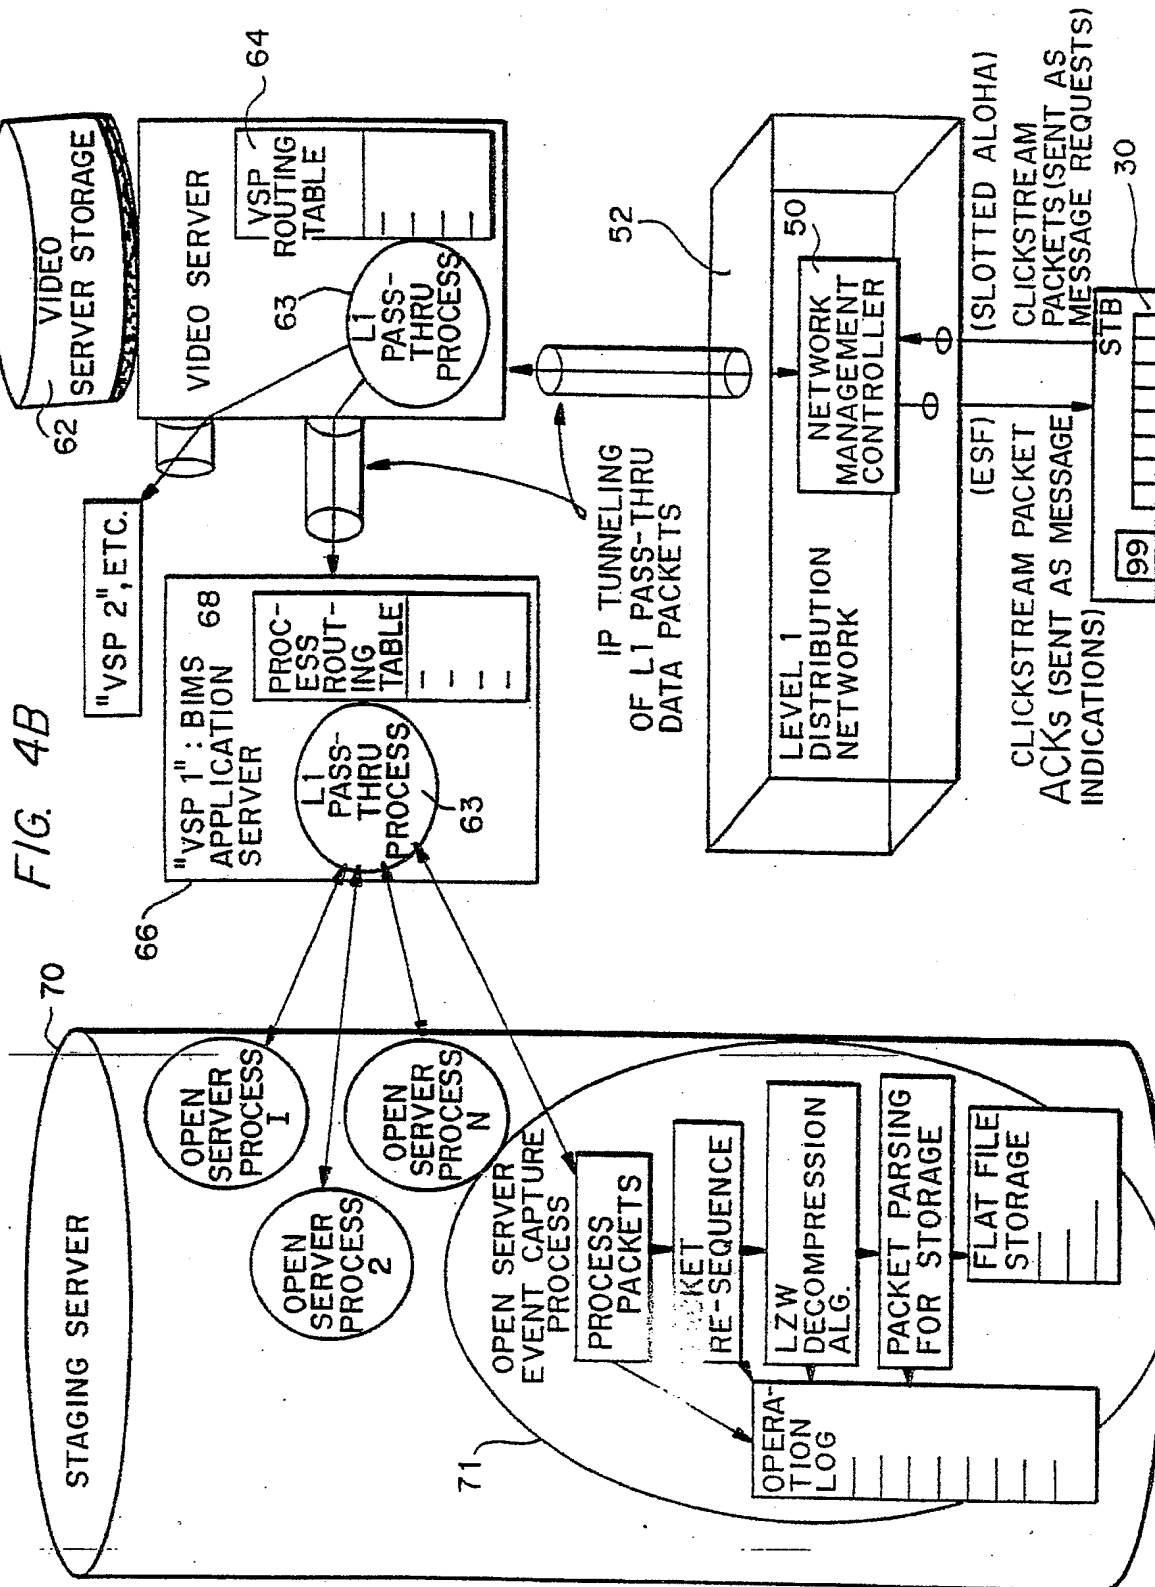 FIG. 4B
STAGING SERVER
70
OPEN
SERVER
PROCESS
I
OPEN
SERVER
PROCESS
2
OPEN
SERVER
PROCESS
N
OPEN SERVER
EVENT CAPTURE
PROCESS
71
PROCESS
PACKETS
RE-SEQUENCE
LZW
DECOMPRESSION
ALG.
PACKET PARSING
FOR STORAGE
FLAT FILE
STORAGE
OPERA-
TION
LOG
66
"VSP 1": BIMS
APPLICATION
SERVER
68
L1
PASS-
THRU
PROCESS
63
PROC-
ESS
ROUT-
ING
TABLE
"VSP 2", ETC.
VIDEO
SERVER STORAGE
62
VIDEO SERVER
63
L1
PASS-
THRU
PROCESS
VSP
ROUTING
TABLE
64
IP TUNNELING
OF L1 PASS-THRU
DATA PACKETS
52
LEVEL 1
DISTRIBUTION
NETWORK
NETWORK
MANAGEMENT
CONTROLLER
50
(ESF)
(SLOTTED ALOHA)
CLICKSTREAM PACKET
ACKS (SENT AS MESSAGE
INDICATIONS)
CLICKSTREAM
PACKETS (SENT AS
MESSAGE REQUESTS)
STB
30
99